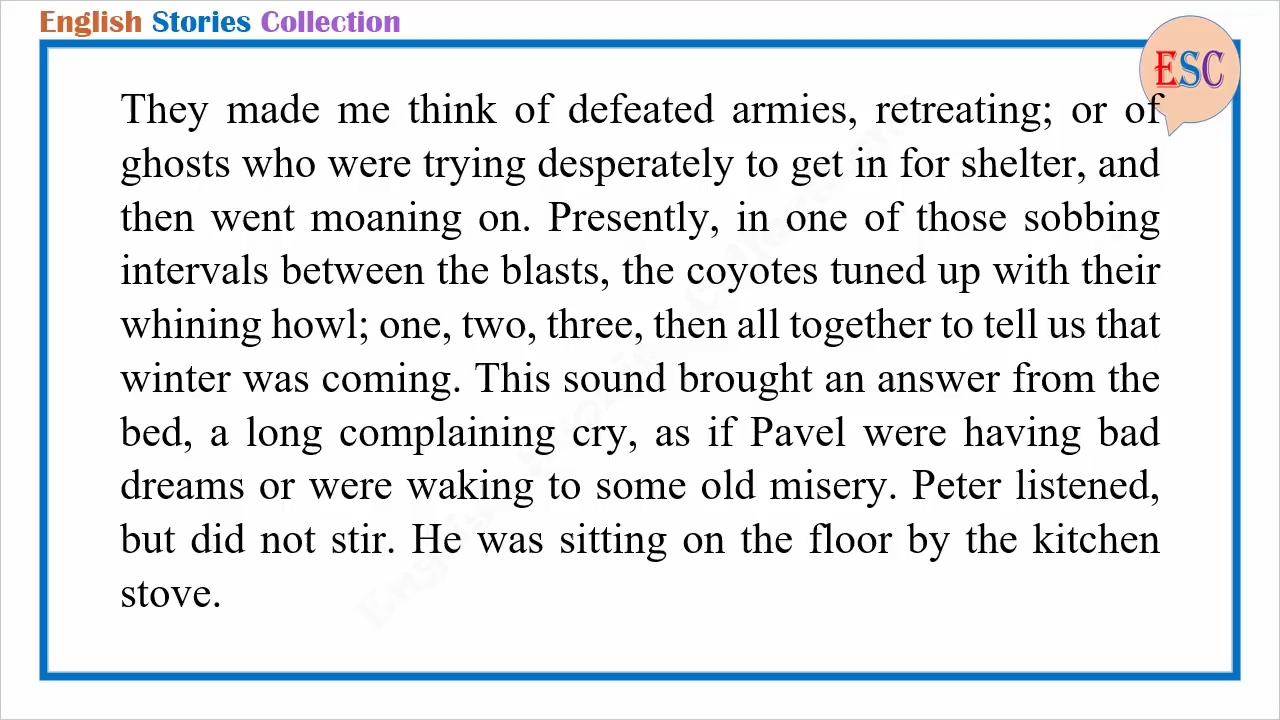 English Stories Collection
ESC
They made me think of defeated armies, retreating; or of
ghosts who were trying desperately to get in for shelter, and
then went moaning on. Presently, in one of those sobbing
intervals between the blasts, the coyotes tuned up with their
whining howl; one, two, three, then all together to tell us that
winter was coming. This sound brought an answer from the
bed, a long complaining cry, as if Pavel were having bad
dreams or were waking to some old misery. Peter listened,
but did not stir. He was sitting on the floor by the kitchen
stove.